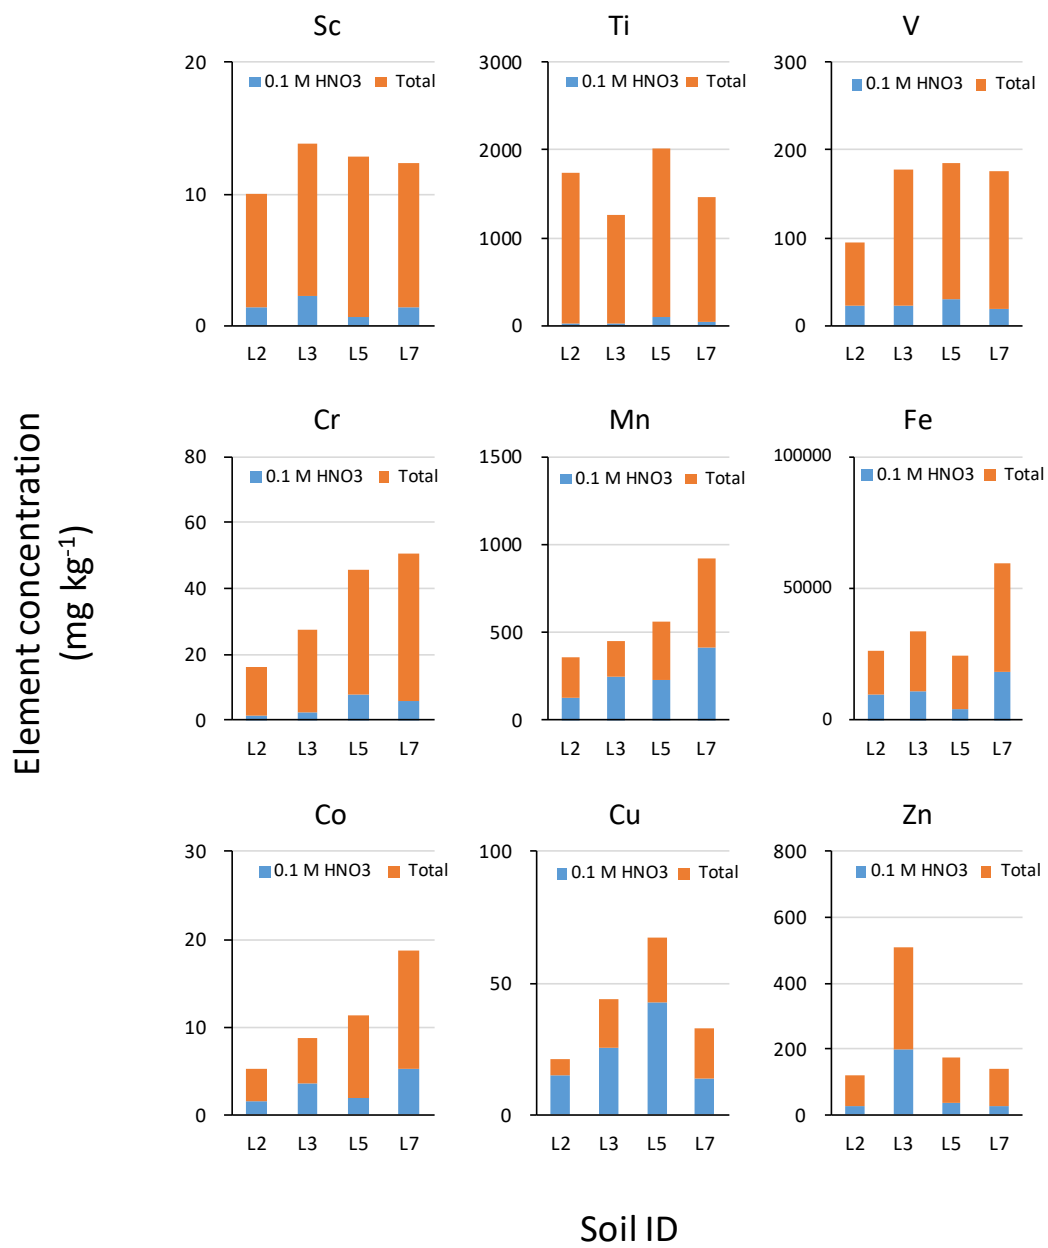 Sc
Ti
V
20
10
0
0.1 M HNO3 Total
L2 L3 L5 L7
3000
2000
1000
0
0.1 M HNO3 Total
L2 L3 L5 L7
300
200
100
0
0.1 M HNO3 Total
L2 L3 L5 L7
Element concentration
(mg kg-1)
Cr
Mn
Fe
80
60
40
20
0
0.1 M HNO3 Total
L2 L3 L5 L7
1500
1000
500
0
0.1 M HNO3 Total
L2 L3 L5 L7
100000
50000
0
0.1 M HNO3 Total
L2 L3 L5 L7
Co
Cu
Zn
30
20
10
0
0.1 M HNO3 Total
L2 L3 L5 L7
100
50
0
0.1 M HNO3 Total
L2 L3 L5 L7
800
600
400
200
0
0.1 M HNO3 Total
L2 L3 L5 L7
Soil ID